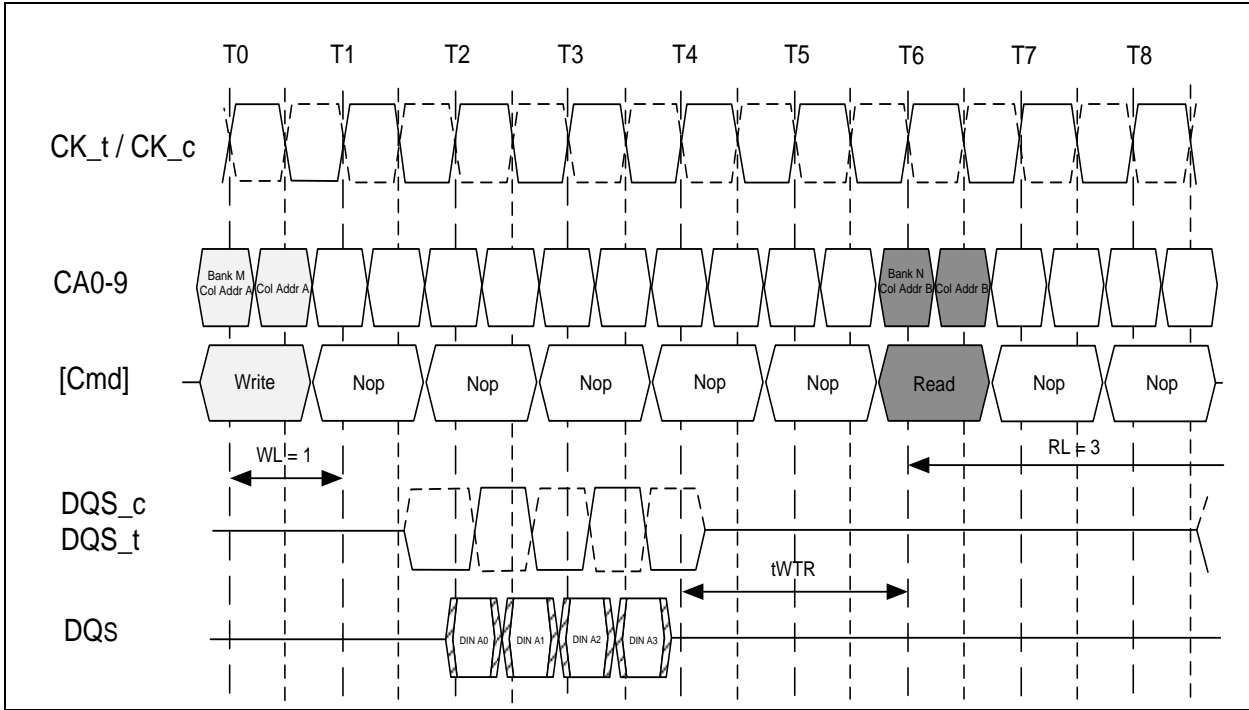 T0 T1 T2 T3 T4 T5 T6 T7 T8
CK_t / CK_c
CA0-9
Bank M
Col Addr A
Col Addr A
Bank N
Col Addr B
Col Addr B
[Cmd]
Write Nop Nop Nop Nop Nop Read Nop Nop
WL = 1
RL = 3
DQS_c
DQS_t
tWTR
DQs
DIN A0 DIN A1 DIN A2 DIN A3